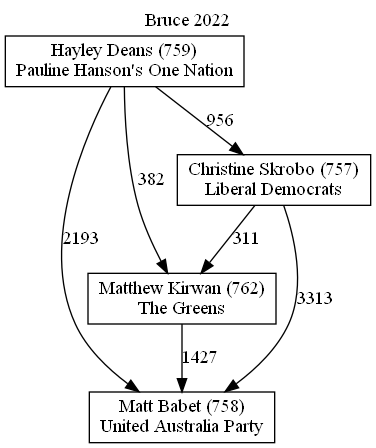 Bruce 2022
Hayley Deans (759)
Pauline Hanson's One Nation
956
Christine Skrobo (757)
Liberal Democrats
382
2193
311
3313
Matthew Kirwan (762)
The Greens
1427
Matt Babet (758)
United Australia Party